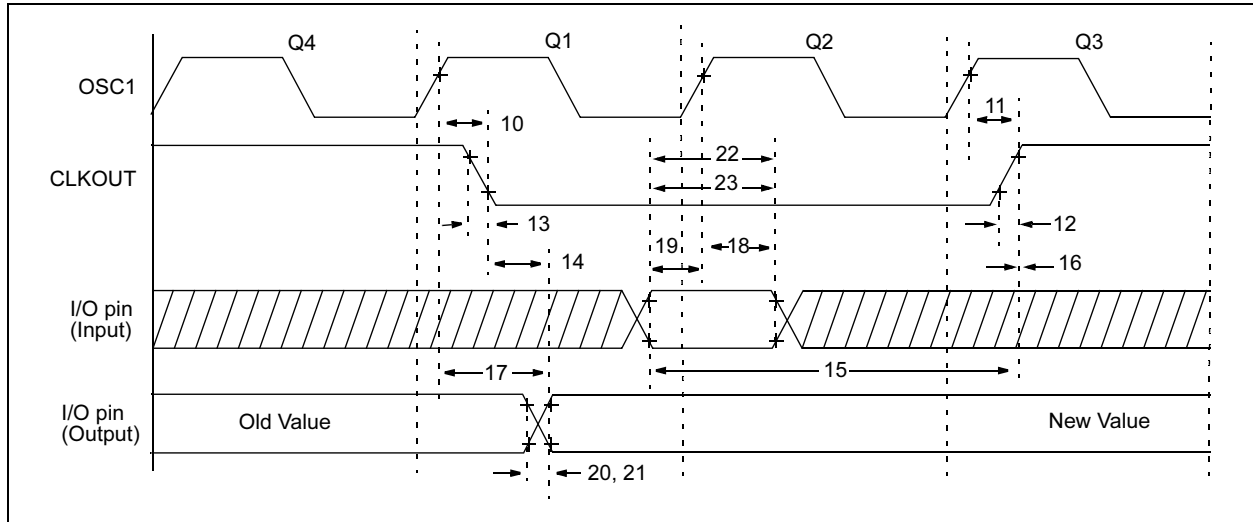 Q4 Q1 Q2 Q3
OSC1
10 11
22
CLKOUT
23
13 12
19 18
14 16
I/O pin
(Input)
17 15
I/O pin
(Output)
Old Value New Value
20, 21